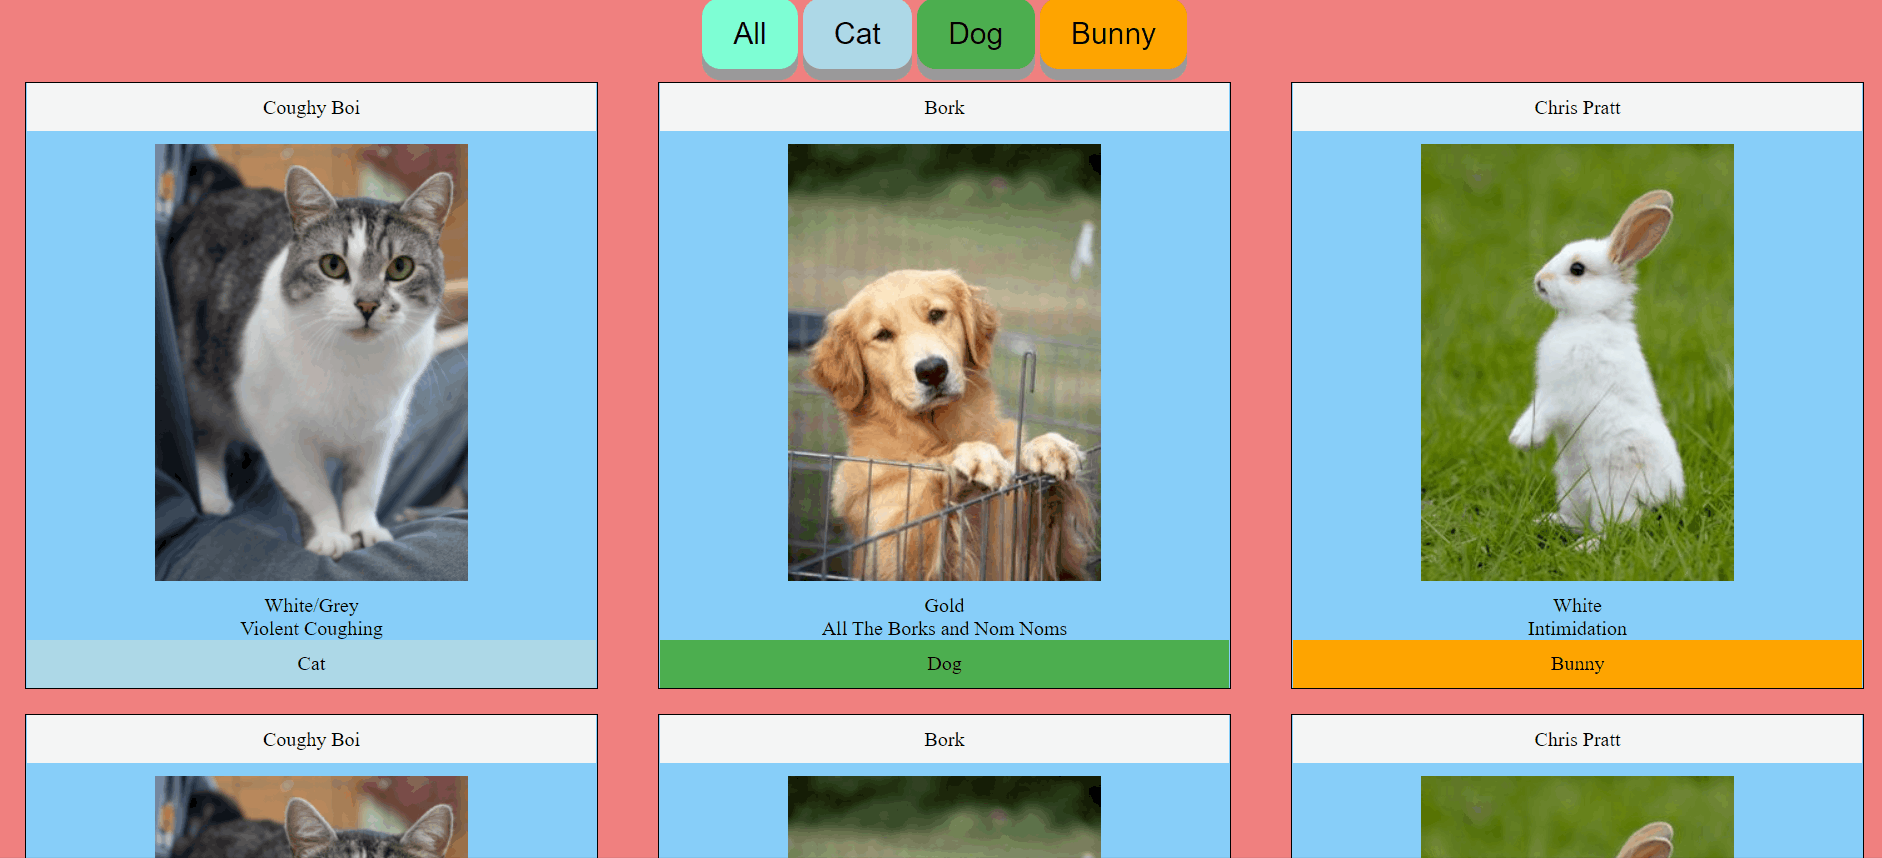 All Cat Dog Bunny
Coughy Boi
Bork
Chris Pratt
White/Grey
Violent Coughing
Gold
All The Borks and Nom Noms
White
Intimidation
Cat
Dog
Bunny
Coughy Boi
Bork
Chris Pratt